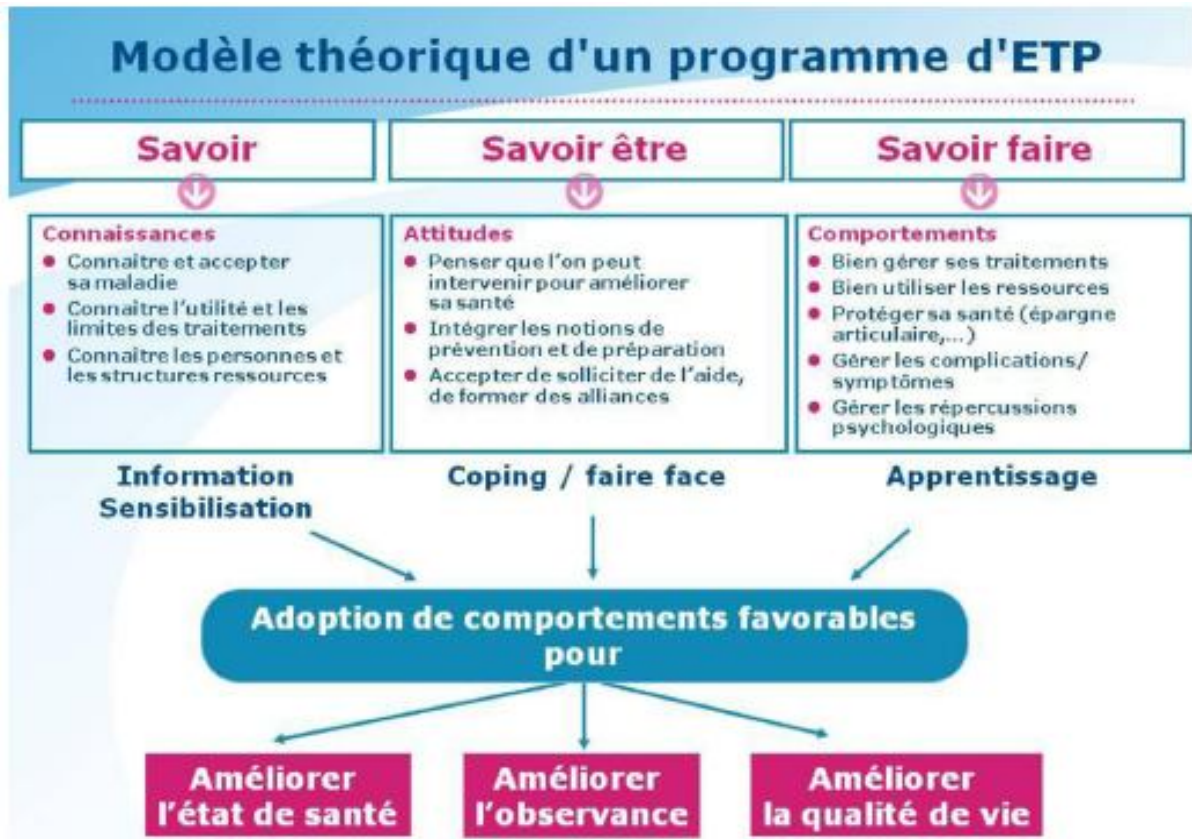 Modèle théorique d'un programme d'ETP
Savoir
Connaissances
● Connaître et accepter
sa maladie
● Connaître l'utilité et les
limites des traitements
● Connaître les personnes et
les structures ressources
Information
Sensibilisation
Savoir être
Attitudes
● Penser que l'on peut
intervenir pour améliorer
sa santé
● Intégrer les notions de
prévention et de préparation
● Accepter de solliciter de l'aide,
de former des alliances
Coping / faire face
Savoir faire
Comportements
● Bien gérer ses traitements
● Bien utiliser les ressources
● Protéger sa santé (épargne
articulaire,...)
● Gérer les complications/
symptômes
● Gérer les répercussions
psychologiques
Apprentissage
Adoption de comportements favorables
pour
Améliorer
l'état de santé
Améliorer
l'observance
Améliorer
la qualité de vie